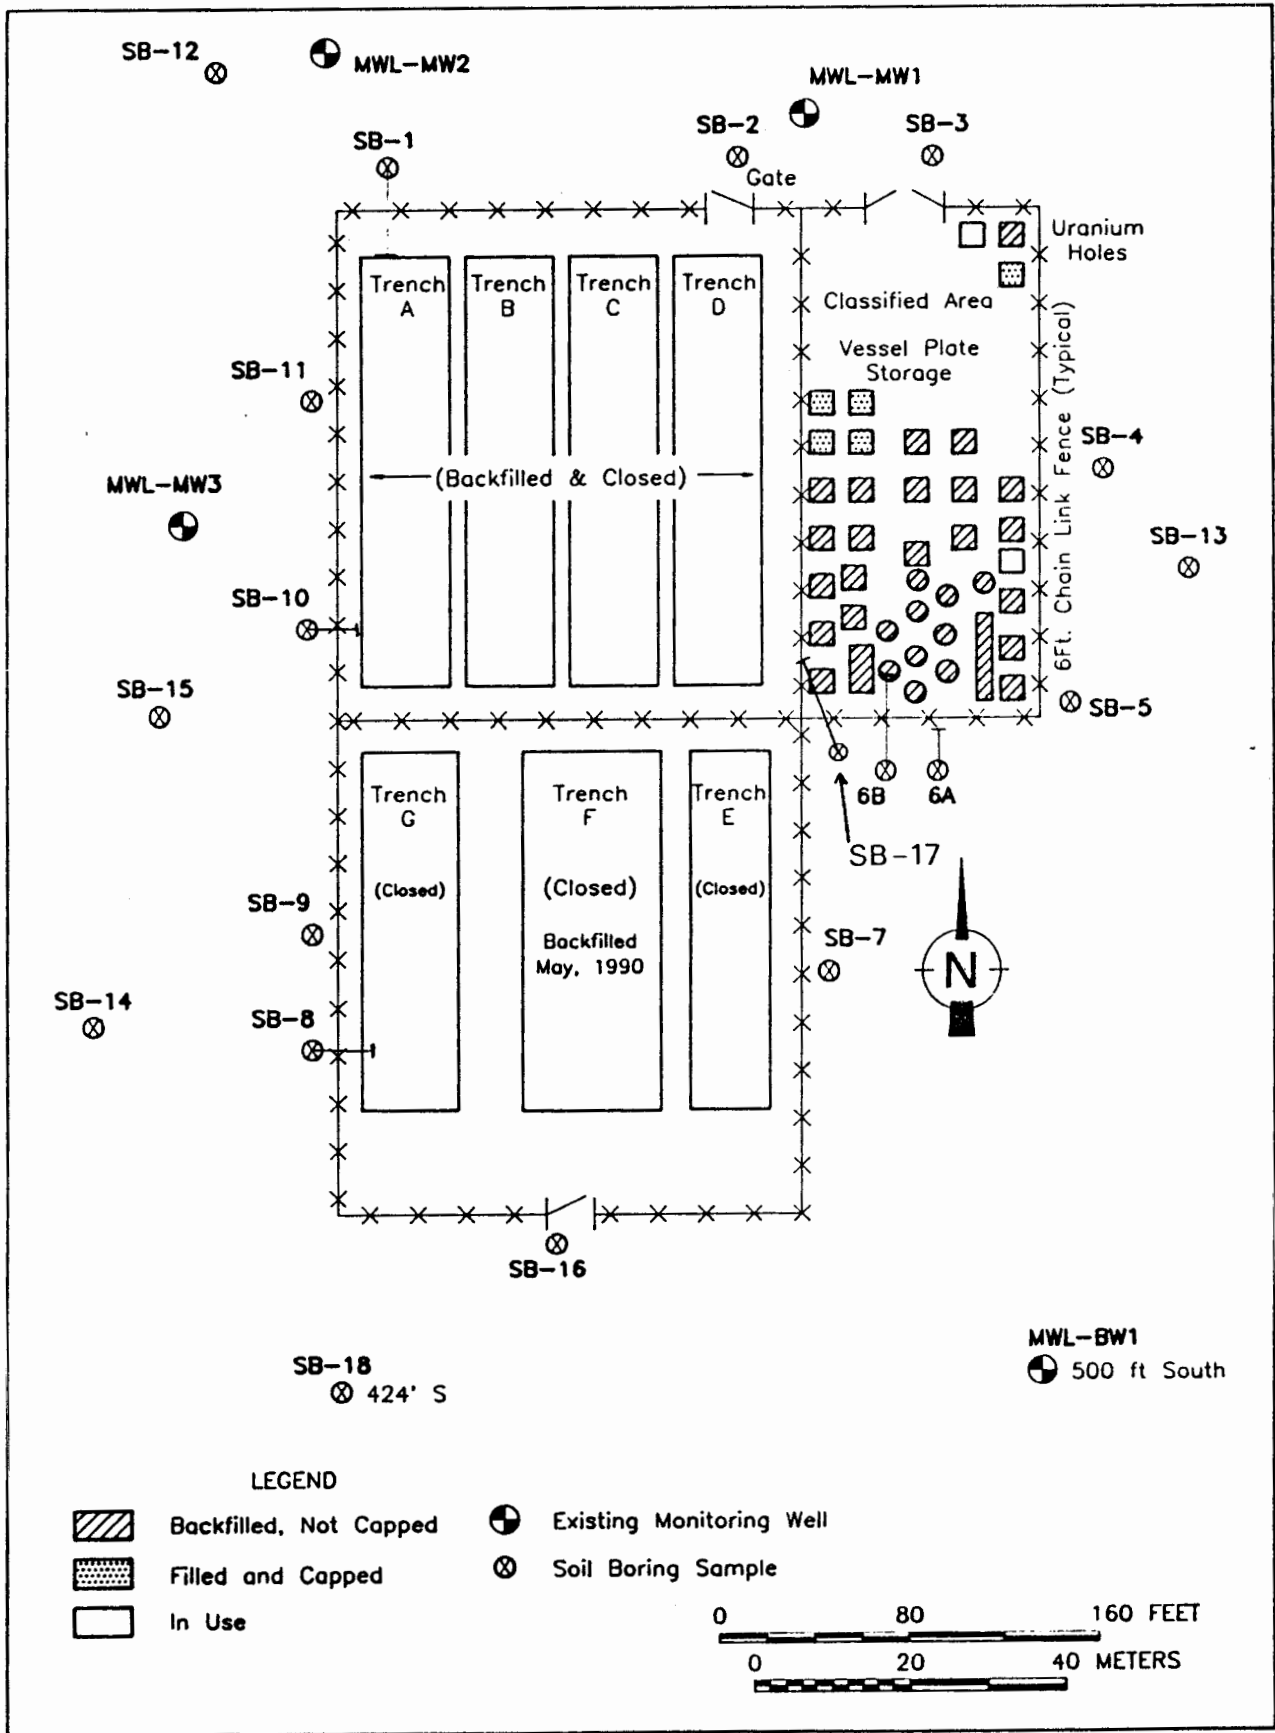 SB-12
MWL-MW2
MWL-MW1
SB-1
SB-2
SB-3
Gate
Uranium
Holes
Trench
A
Trench
B
Trench
C
Trench
D
Classified Area
Vessel Plate
Storage
6Ft. Chain Link Fence (Typical)
SB-11
SB-4
(Backfilled & Closed)
MWL-MW3
SB-13
SB-10
SB-15
SB-5
Trench
G
(Closed)
Trench
F
(Closed)
Backfilled
May, 1990
Trench
E
(Closed)
6B
6A
SB-17
SB-9
SB-7
N
SB-14
SB-8
SB-16
MWL-BW1
500 ft South
SB-18
424' S
LEGEND
Backfilled, Not Capped
Filled and Capped
In Use
Existing Monitoring Well
Soil Boring Sample
0 80 160 FEET
0 20 40 METERS